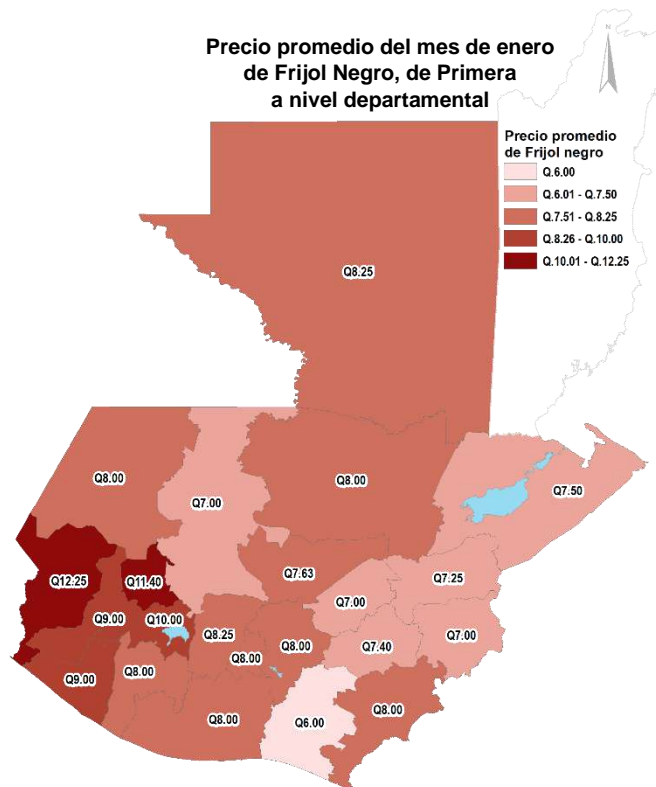 Precio promedio del mes de enero
de Frijol Negro, de Primera
a nivel departamental
N
Precio promedio
de Frijol negro
Q.6.00
Q.6.01 - Q.7.50
Q.7.51 - Q.8.25
Q.8.26 - Q.10.00
Q.10.01 - Q.12.25
Q8.25
Q8.00
Q7.00
Q8.00
Q7.50
Q12.25
Q11.40
Q7.63
Q7.25
Q7.00
Q9.00
Q10.00
Q8.25
Q8.00
Q8.00
Q7.40
Q7.00
Q9.00
Q8.00
Q8.00
Q6.00
Q8.00